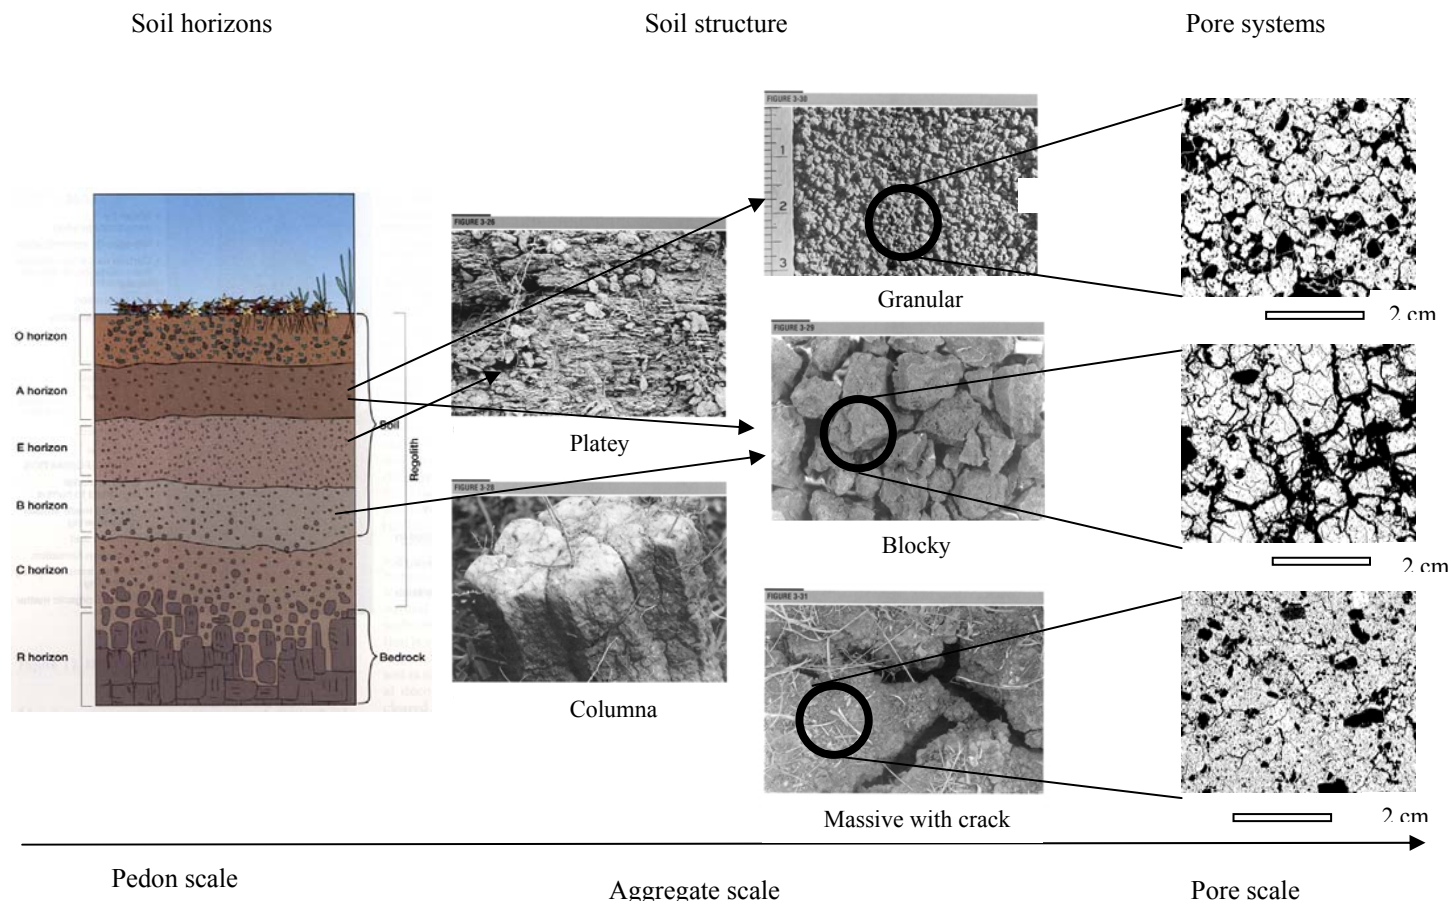 Soil horizons
Soil structure
Pore systems
O horizon
A horizon
E horizon
B horizon
C horizon
R horizon
Soil
Regolith
Bedrock
FIGURE 3-26
Platey
FIGURE 3-28
Columna
FIGURE 3-30
1
2
3
Granular
FIGURE 3-29
Blocky
FIGURE 3-31
Massive with crack
2 cm
2 cm
2 cm
Pedon scale
Aggregate scale
Pore scale